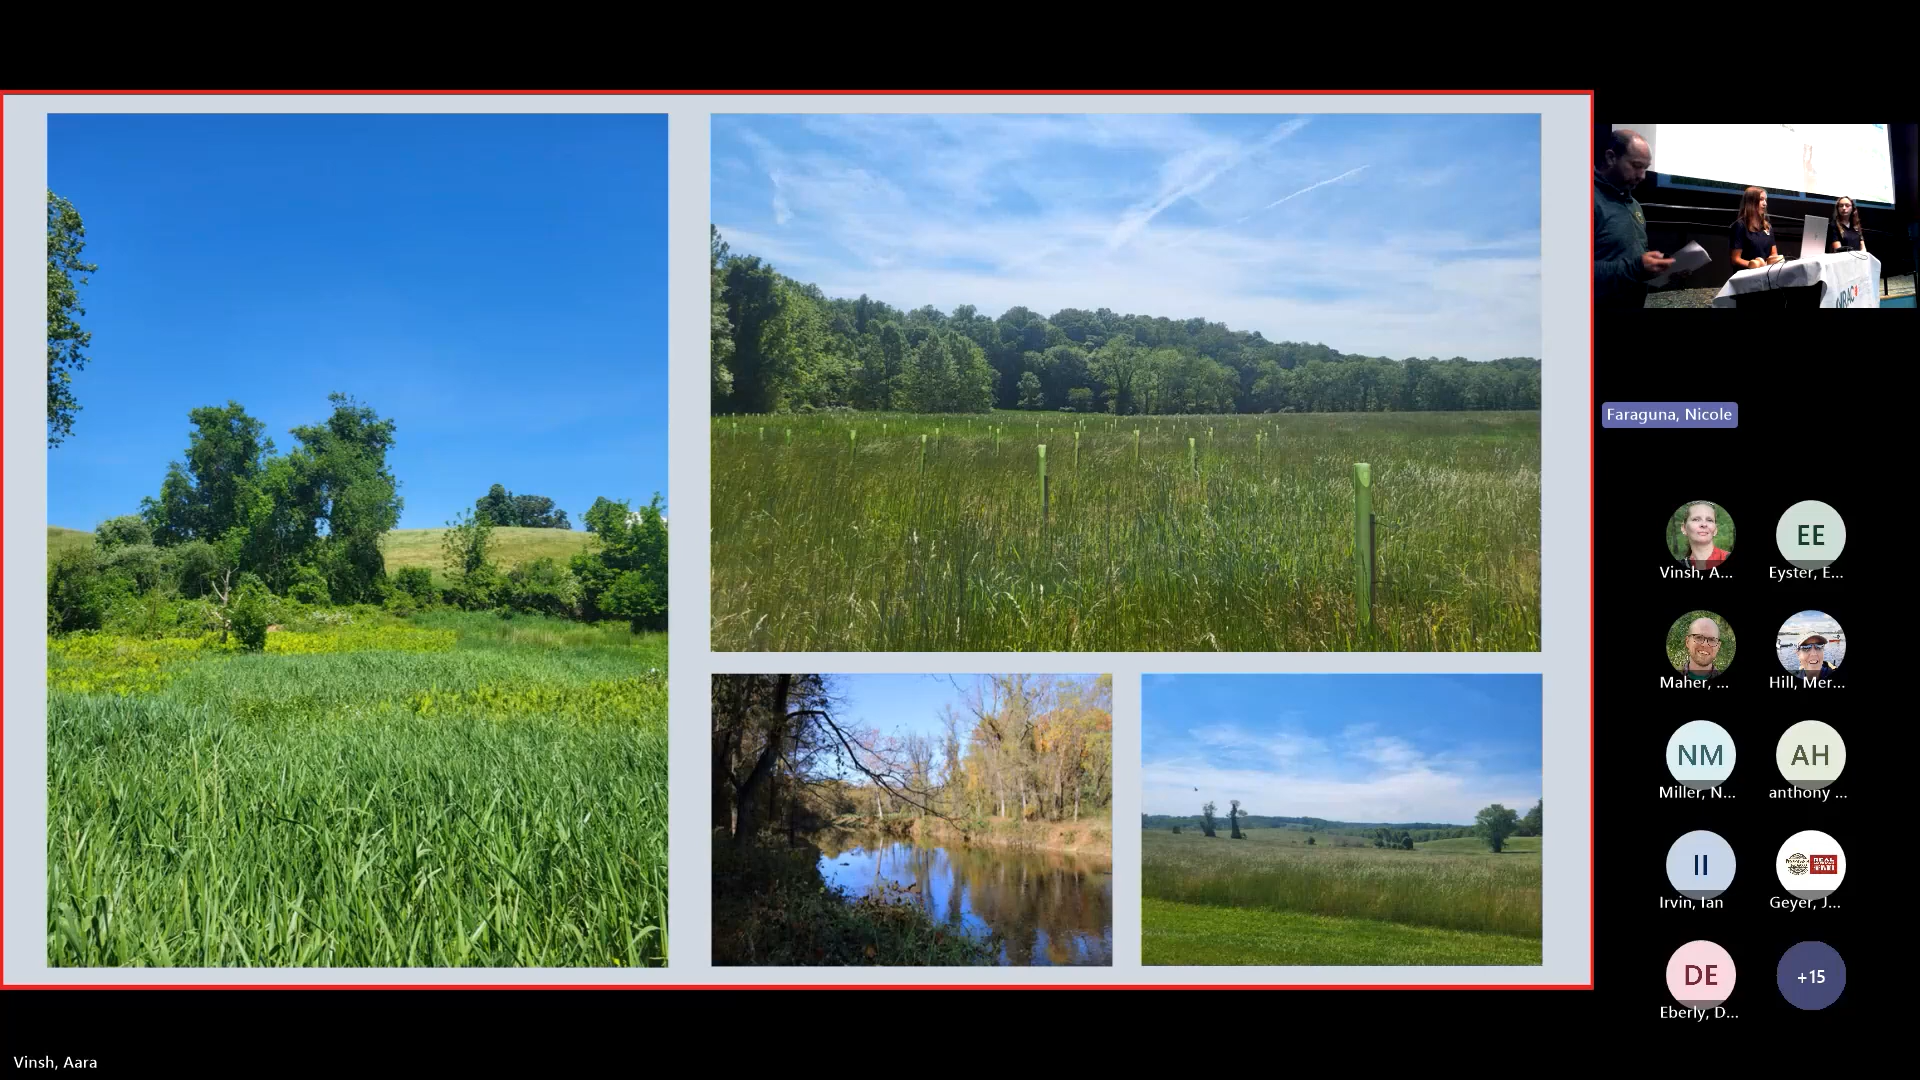 Faraguna, Nicole
Vinsh, A...
EE
Eyster, E...
Maher, ...
Hill, Mer...
NM
Miller, N...
AH
anthony ...
II
Irvin, Ian
Geyer, J...
DE
Eberly, D...
+15
Vinsh, Aara